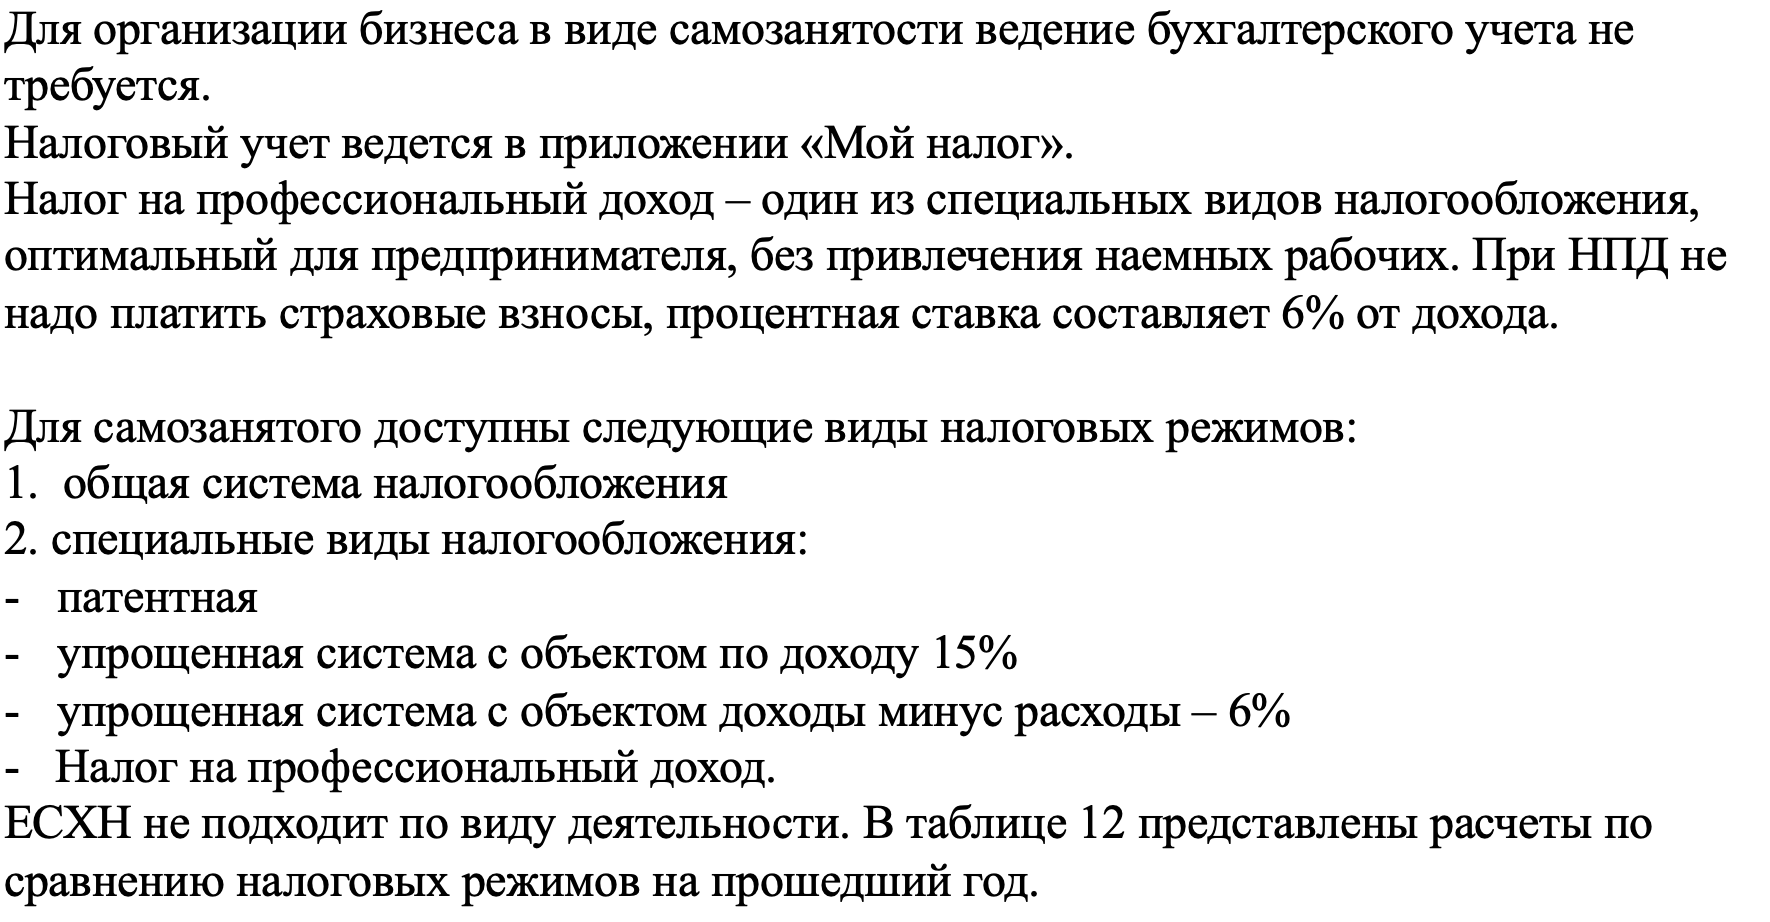 Для организации бизнеса в виде самозанятости ведение бухгалтерского учета не
требуется.
Налоговый учет ведется в приложении «Мой налог».
Налог на профессиональный доход – один из специальных видов налогообложения,
оптимальный для предпринимателя, без привлечения наемных рабочих. При НПД не
надо платить страховые взносы, процентная ставка составляет 6% от дохода.
Для самозанятого доступны следующие виды налоговых режимов:
1. общая система налогообложения
2. специальные виды налогообложения:
- патентная
- упрощенная система с объектом по доходу 15%
- упрощенная система с объектом доходы минус расходы – 6%
- Налог на профессиональный доход.
ЕСХН не подходит по виду деятельности. В таблице 12 представлены расчеты по
сравнению налоговых режимов на прошедший год.